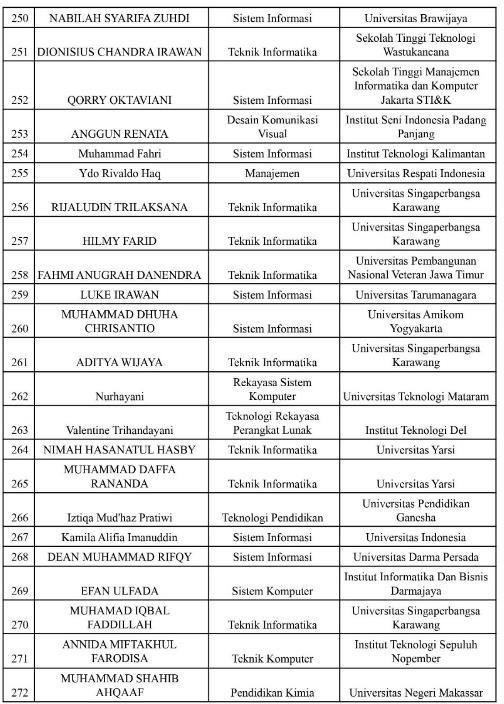 250 NABILAH SYARIFA ZUHDI Sistem Informasi Universitas Brawijaya
251 DIONISIUS CHANDRA IRAWAN Teknik Informatika Sekolah Tinggi Teknologi
Wastukancana
252 QORRY OKTAVIANI Sistem Informasi Sekolah Tinggi Manajemen
Informatika dan Komputer
Jakarta STI&K
253 ANGGUN RENATA Desain Komunikasi
Visual Institut Seni Indonesia Padang
Panjang
254 Muhammad Fahri Sistem Informasi Institut Teknologi Kalimantan
255 Ydo Rivaldo Haq Manajemen Universitas Respati Indonesia
256 RIJALUDIN TRILAKSANA Teknik Informatika Universitas Singaperbangsa
Karawang
257 HILMY FARID Teknik Informatika Universitas Singaperbangsa
Karawang
258 FAHMI ANUGRAH DANENDRA Teknik Informatika Universitas Pembangunan
Nasional Veteran Jawa Timur
259 LUKE IRAWAN Sistem Informasi Universitas Tarumanagara
260 MUHAMMAD DHUHA
CHRISANTIO Sistem Informasi Universitas Amikom
Yogyakarta
261 ADITYA WIJAYA Teknik Informatika Universitas Singaperbangsa
Karawang
262 Nurhayani Rekayasa Sistem
Komputer Universitas Teknologi Mataram
263 Valentine Trihandayani Teknologi Rekayasa
Perangkat Lunak Institut Teknologi Del
264 NIMAH HASANATUL HASBY Teknik Informatika Universitas Yarsi
265 MUHAMMAD DAFFA
RANANDA Teknik Informatika Universitas Yarsi
266 Iztiqa Mud'haz Pratiwi Teknologi Pendidikan Universitas Pendidikan
Ganesha
267 Kamila Alifia Imanuddin Sistem Informasi Universitas Indonesia
268 DEAN MUHAMMAD RIFQY Sistem Informasi Universitas Darma Persada
269 EFAN ULFADA Sistem Komputer Institut Informatika Dan Bisnis
Darmajaya
270 MUHAMAD IQBAL
FADDILLAH Teknik Informatika Universitas Singaperbangsa
Karawang
271 ANNIDA MIFTAKHUL
FARODISA Teknik Komputer Institut Teknologi Sepuluh
Nopember
272 MUHAMMAD SHAHIB
AHQAAF Pendidikan Kimia Universitas Negeri Makassar